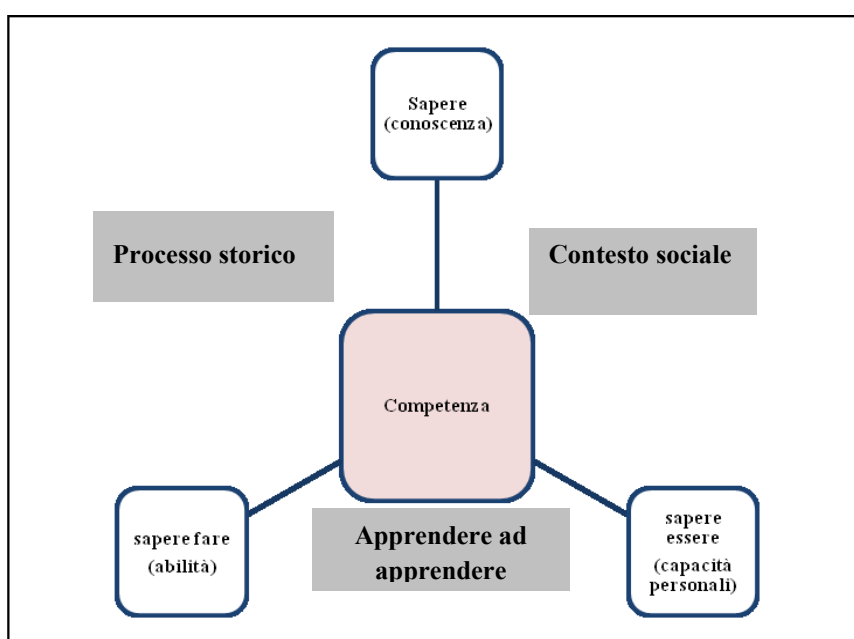 Sapere
(conoscenza)
Processo storico
Contesto sociale
Competenza
sapere fare
(abilità)
Apprendere ad
apprendere
sapere
essere
(capacità
personali)